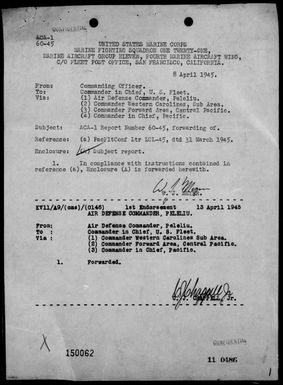 CONFIDENTIAL
ACA-1
60-45
UNITED STATES MARINE CORPS
MARINE FIGHTING SQUADRON ONE TWENTY-ONE,
MARINE AIRCRAFT GROUP ELEVEN, FOURTH MARINE AIRCRAFT WING,
C/O FLEET POST OFFICE, SAN FRANCISCO, CALIFORNIA.
8 April 1945.
From: Commanding Officer.
To: Commander in Chief, U. S. Fleet.
Via: (1) Air Defense Commander, Peleliu.
(2) Commander Western Carolines, Sub Area.
(3) Commander Forward Area, Central Pacific.
(4) Commander in Chief, Pacific.
Subject: ACA-1 Report Number 60-45, forwarding of.
Reference: (a) PacFltConf Ltr LCL-45, dtd 31 March 1945.
Enclosure: (A) Subject report.
1. In compliance with instructions contained in
reference (a), Enclosure (A) is forwarded herewith.
KV11/A9/(one)/(0146) 1st Endorsement 13 April 1945
AIR DEFENSE COMMANDER, PELELIU.
From: Air Defense Commander, Peleliu.
To : Commander in Chief, U. S. Fleet.
Via : (1) Commander Western Carolines Sub Area.
(2) Commander Forward Area, Central Pacific.
(3) Commander in Chief, Pacific.
1. Forwarded.
X
150062
CONFIDENTIAL
11 0486
1